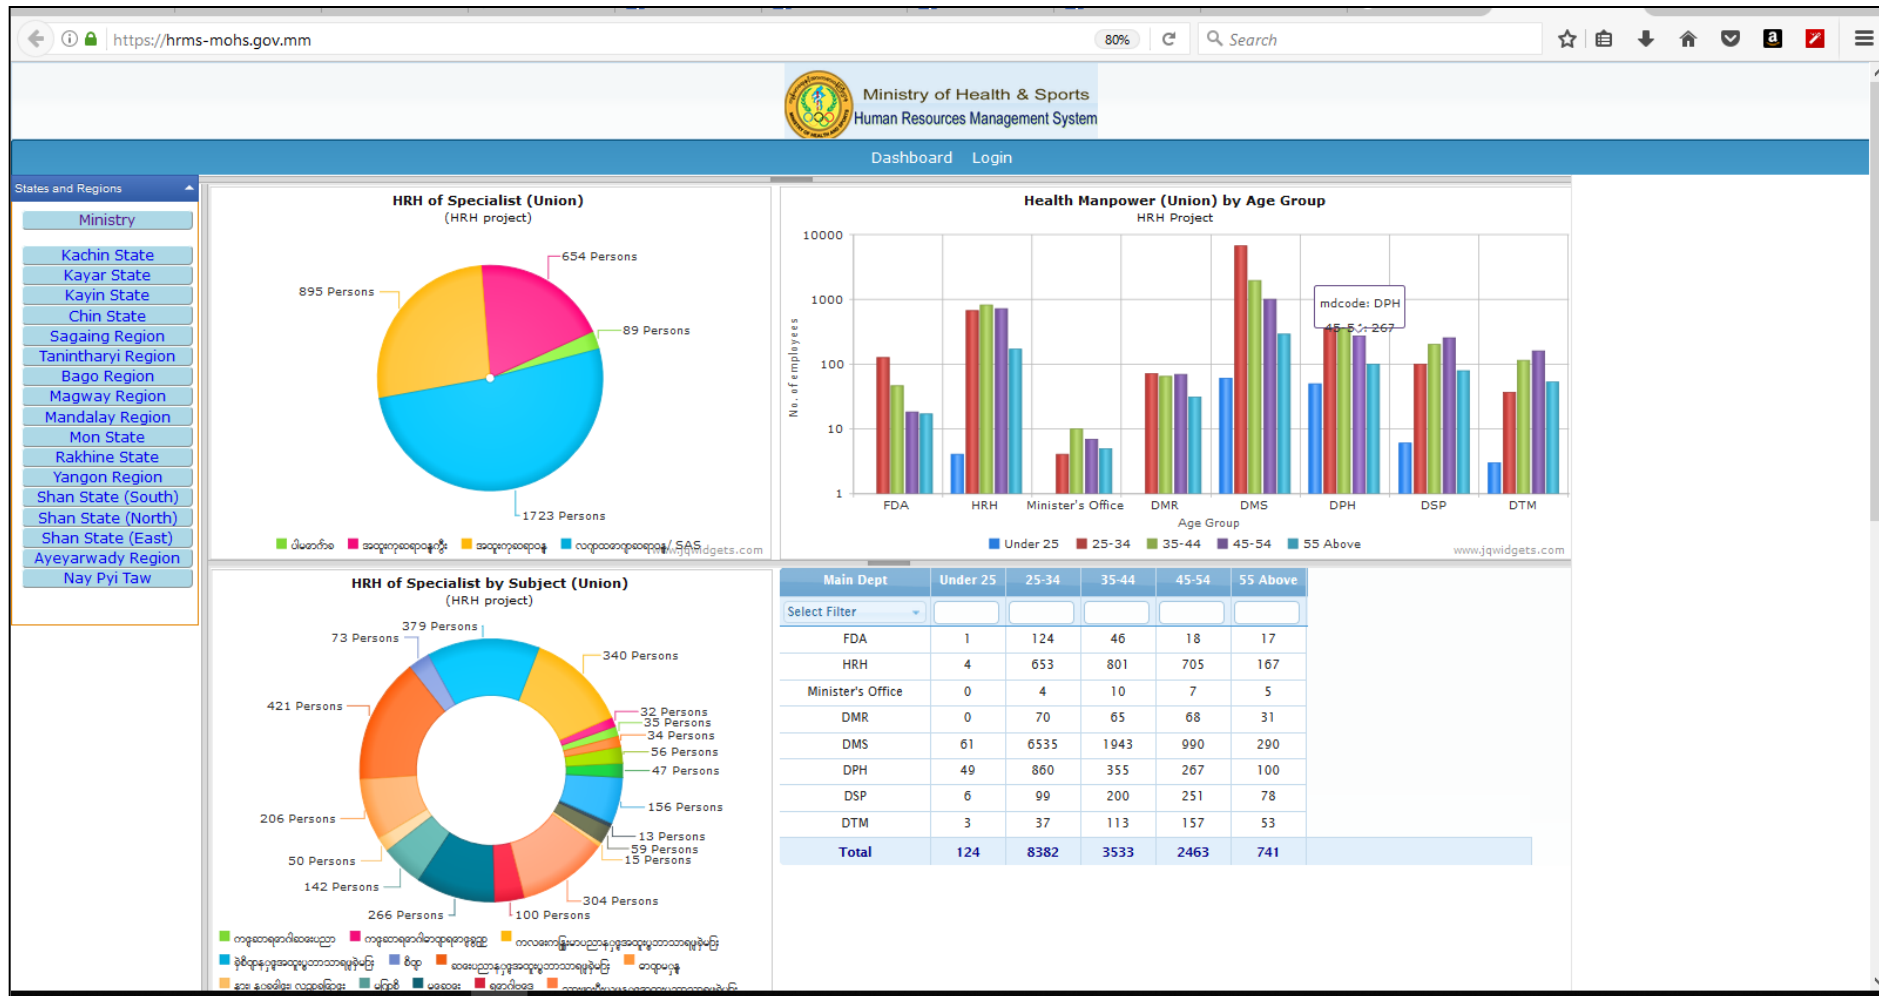 https://hrms-mohs.gov.mm
80%
Search
Ministry of Health & Sports
Human Resources Management System
Dashboard Login
States and Regions
Ministry
Kachin State
Kayar State
Kayin State
Chin State
Sagaing Region
Tanintharyi Region
Bago Region
Magway Region
Mandalay Region
Mon State
Rakhine State
Yangon Region
Shan State (South)
Shan State (North)
Shan State (East)
Ayeyarwady Region
Nay Pyi Taw
HRH of Specialist (Union)
(HRH project)
654 Persons
895 Persons
89 Persons
1723 Persons
SAS
www.jqwidgets.com
Health Manpower (Union) by Age Group
HRH Project
No. of employees
10000
1000
100
10
1
mdcode: DPH
45-54: 267
FDA HRH Minister's Office DMR DMS DPH DSP DTM
Age Group
Under 25 25-34 35-44 45-54 55 Above
www.jqwidgets.com
HRH of Specialist by Subject (Union)
(HRH project)
379 Persons
73 Persons
340 Persons
421 Persons
32 Persons
35 Persons
34 Persons
56 Persons
47 Persons
156 Persons
206 Persons
13 Persons
59 Persons
15 Persons
50 Persons
142 Persons
304 Persons
266 Persons
100 Persons
Main Dept Under 25 25-34 35-44 45-54 55 Above
Select Filter
FDA 1 124 46 18 17
HRH 4 653 801 705 167
Minister's Office 0 4 10 7 5
DMR 0 70 65 68 31
DMS 61 6535 1943 990 290
DPH 49 860 355 267 100
DSP 6 99 200 251 78
DTM 3 37 113 157 53
Total 124 8382 3533 2463 741